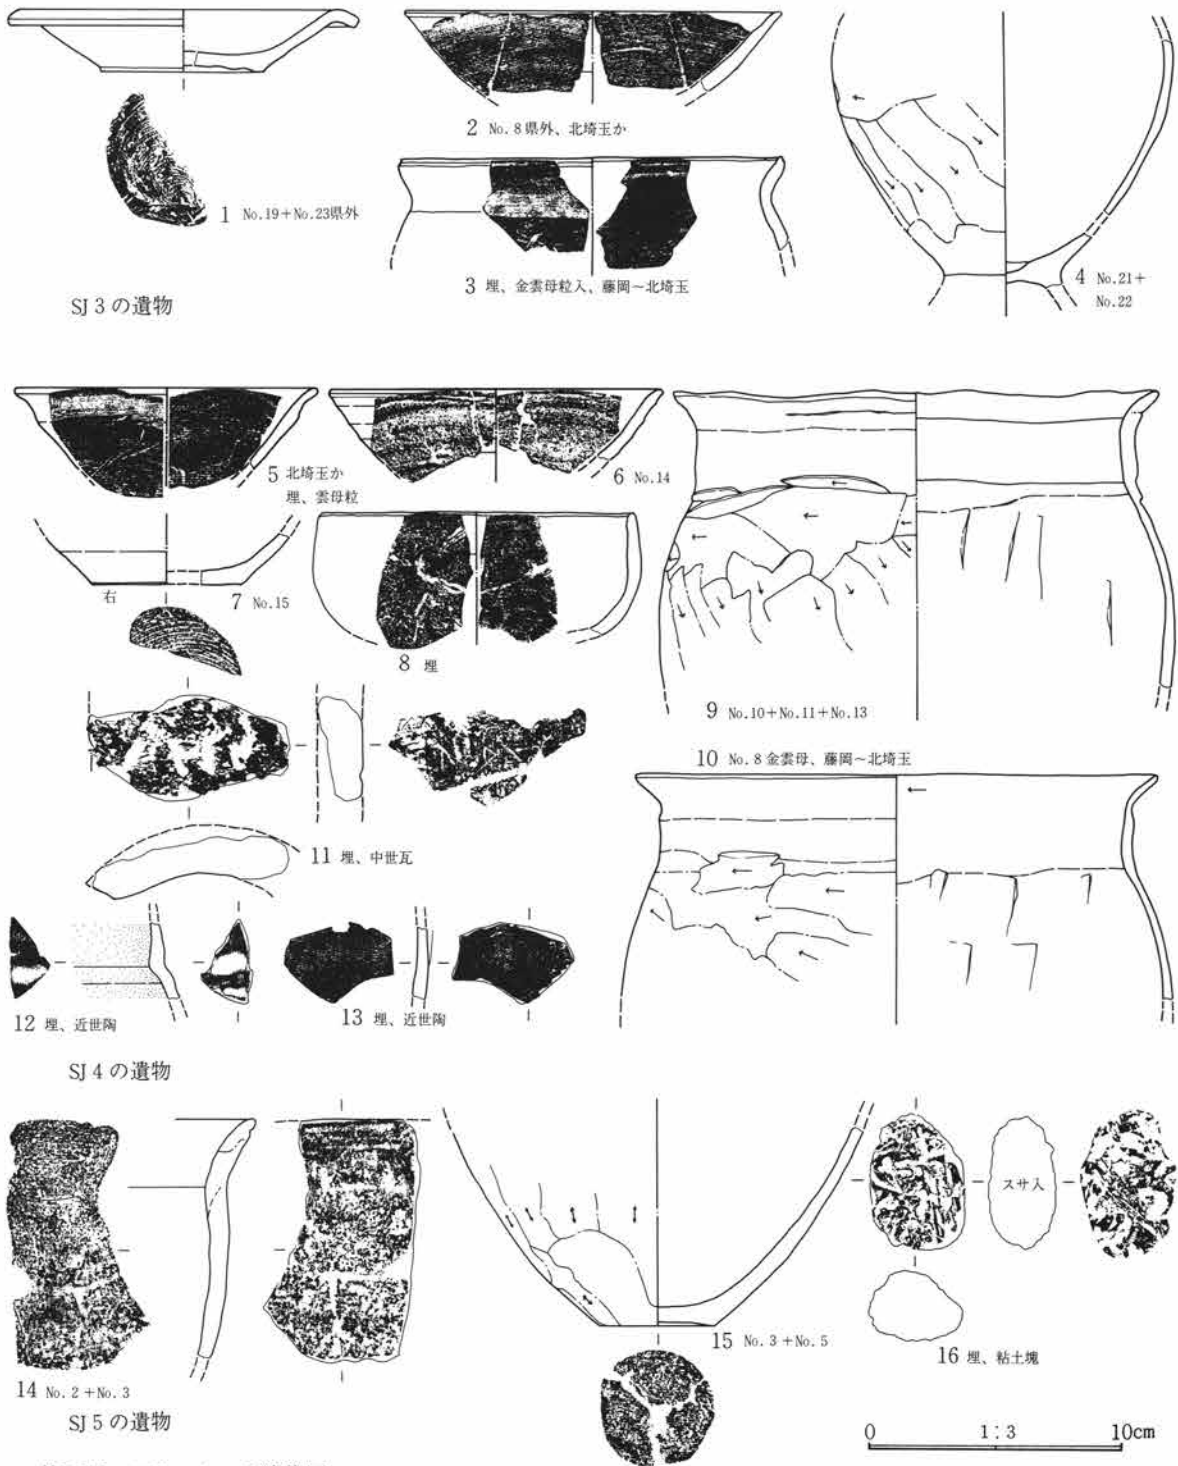 1 No.19+No.23県外
2 No.8県外、北埼玉か
3 埋、金雲母粒入、藤岡~北埼玉
4 No.21+
No.22
SJ3の遺物
5 北埼玉か
埋、雲母粒
6 No.14
右
7 No.15
8 埋
9 No.10+No.11+No.13
10 No.8金雲母、藤岡~北埼玉
11 埋、中世瓦
12 埋、近世陶
13 埋、近世陶
SJ4の遺物
14 No.2+No.3
15 No.3+No.5
スサ入
16 埋、粘土塊
SJ5の遺物
0 1:3 10cm